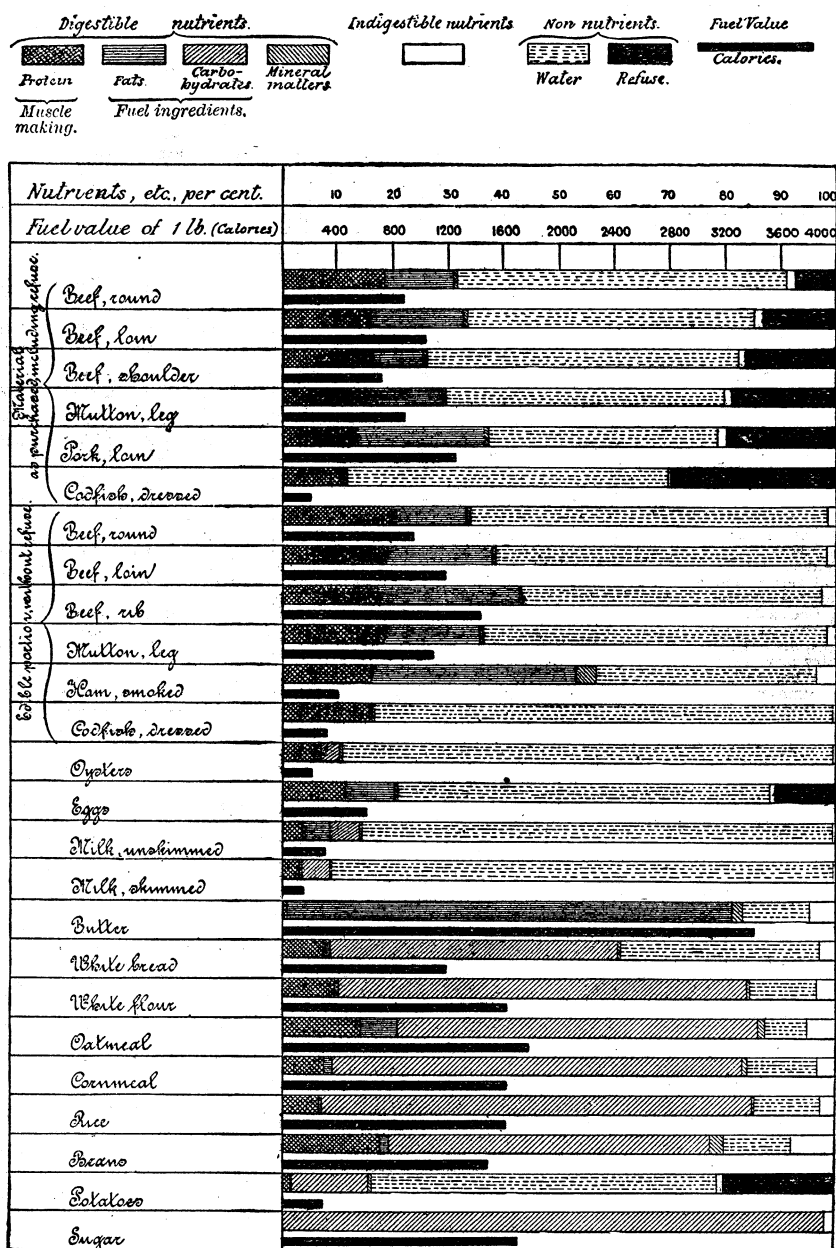 Digestible nutrients. Indigestible nutrients Non nutrients. Fuel Value
Protein Fats. Carbo-hydrates. Mineral matters Water Refuse. Calories.
Muscle making. Fuel ingredients.
Nutrients, etc., per cent. 10 20 30 40 50 60 70 80 90 100
Fuel value of 1 lb. (Calories) 400 800 1200 1600 2000 2400 2800 3200 3600 4000
Material as purchased including refuse.
Beef, round
Beef, loin
Beef, shoulder
Mutton, leg
Pork, loin
Codfish, dressed
Edible portion, without refuse.
Beef, round
Beef, loin
Beef, rib
Mutton, leg
Ham, smoked
Codfish, dressed
Oysters
Eggs
Milk, unskimmed
Milk, skimmed
Butter
White bread
White flour
Oatmeal
Cornmeal
Rice
Beans
Potatoes
Sugar